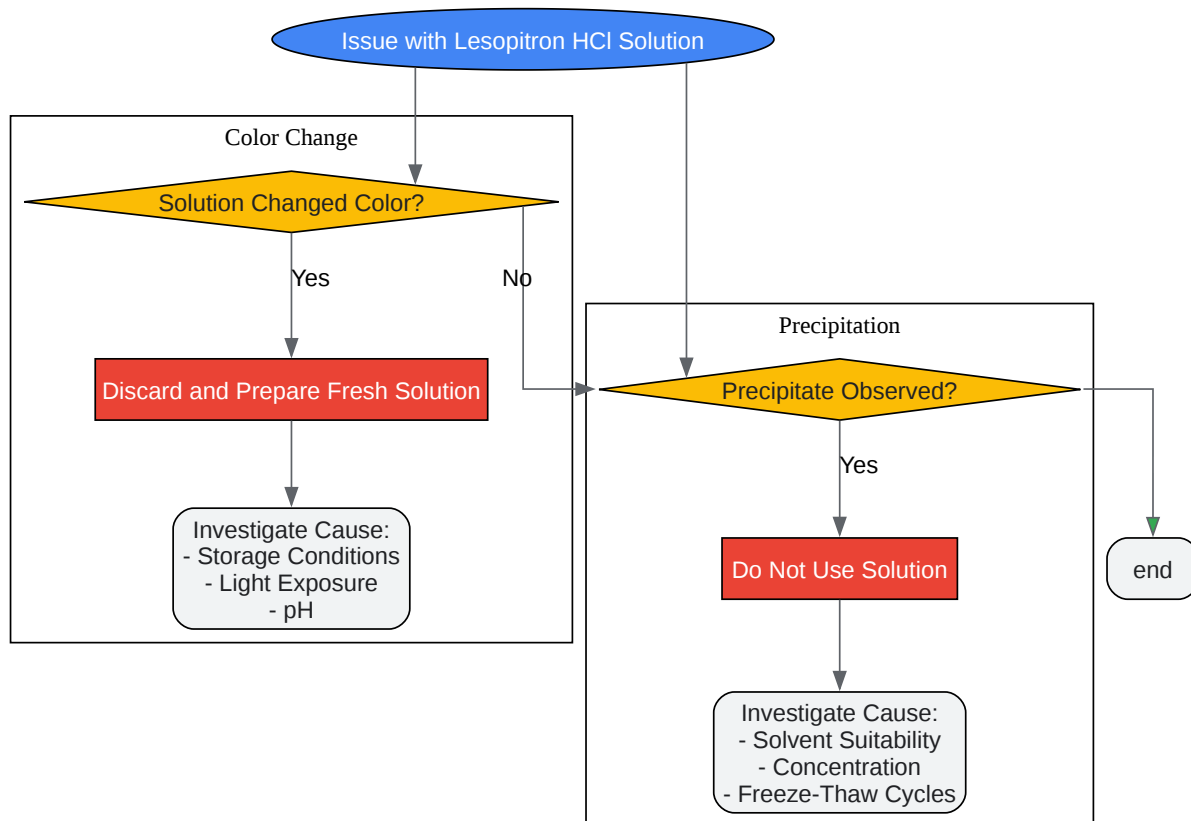 Issue with Lesopitron HCl Solution
Color Change
Solution Changed Color?
Yes
No
Discard and Prepare Fresh Solution
Investigate Cause:
- Storage Conditions
- Light Exposure
- pH
Precipitation
Precipitate Observed?
Yes
Do Not Use Solution
end
Investigate Cause:
- Solvent Suitability
- Concentration
- Freeze-Thaw Cycles